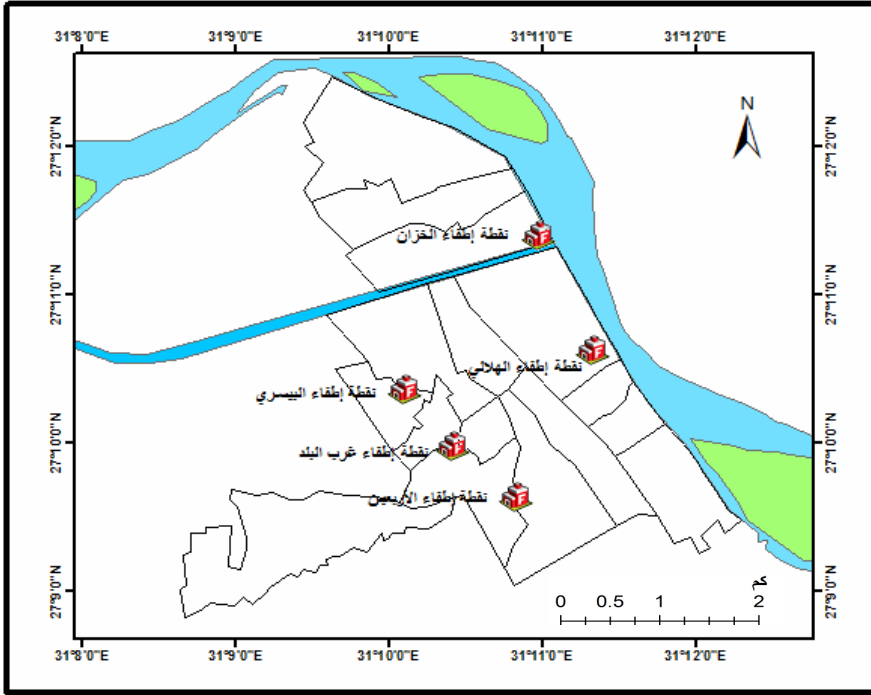 31°8'0"E 31°9'0"E 31°10'0"E 31°11'0"E 31°12'0"E
N
27°12'0"N 27°12'0"N
نقطة إطفاء الخزان
27°11'0"N 27°11'0"N
نقطة إطفاء الهلالي
نقطة إطفاء البيسري
27°10'0"N 27°10'0"N
نقطة إطفاء غرب البلد
نقطة إطفاء الاربعين
27°9'0"N 27°9'0"N
كم
0 0.5 1 2
31°8'0"E 31°9'0"E 31°10'0"E 31°11'0"E 31°12'0"E